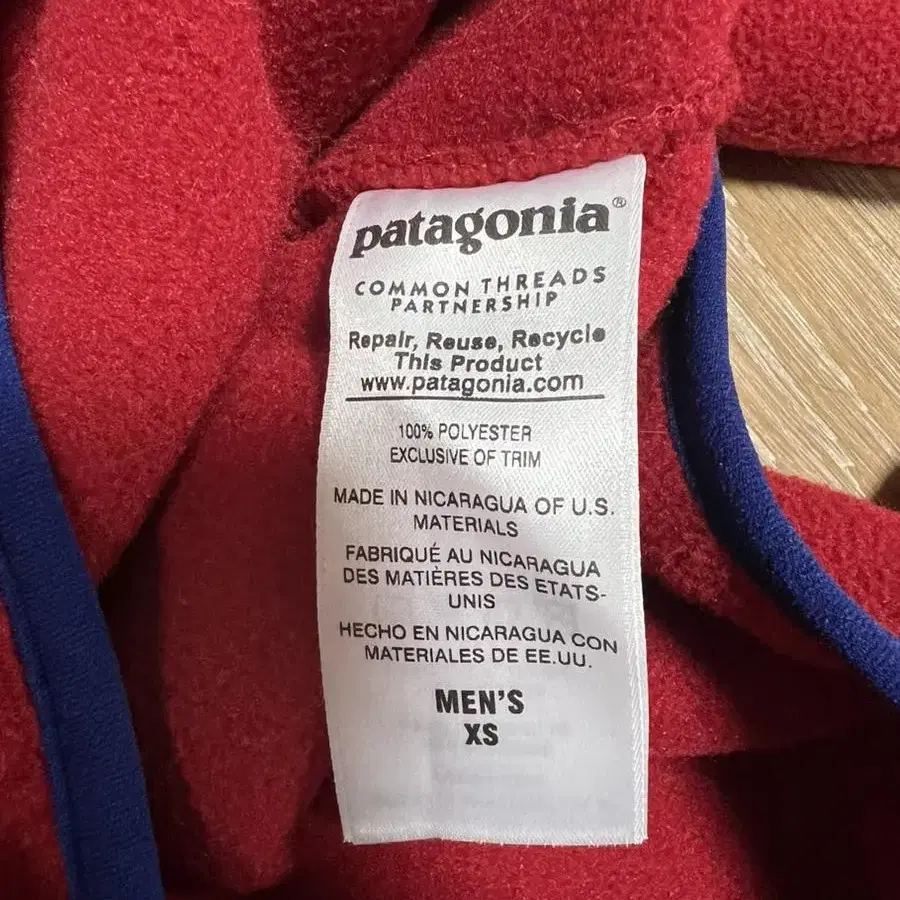 patagonia®
COMMON THREADS
PARTNERSHIP
Repair, Reuse, Recycle
This Product
www.patagonia.com
100% POLYESTER
EXCLUSIVE OF TRIM
MADE IN NICARAGUA OF U.S.
MATERIALS
FABRIQUÉ AU NICARAGUA
DES MATIÈRES DES ETATS-
UNIS
HECHO EN NICARAGUA CON
MATERIALES DE EE.UU.
MEN'S
XS